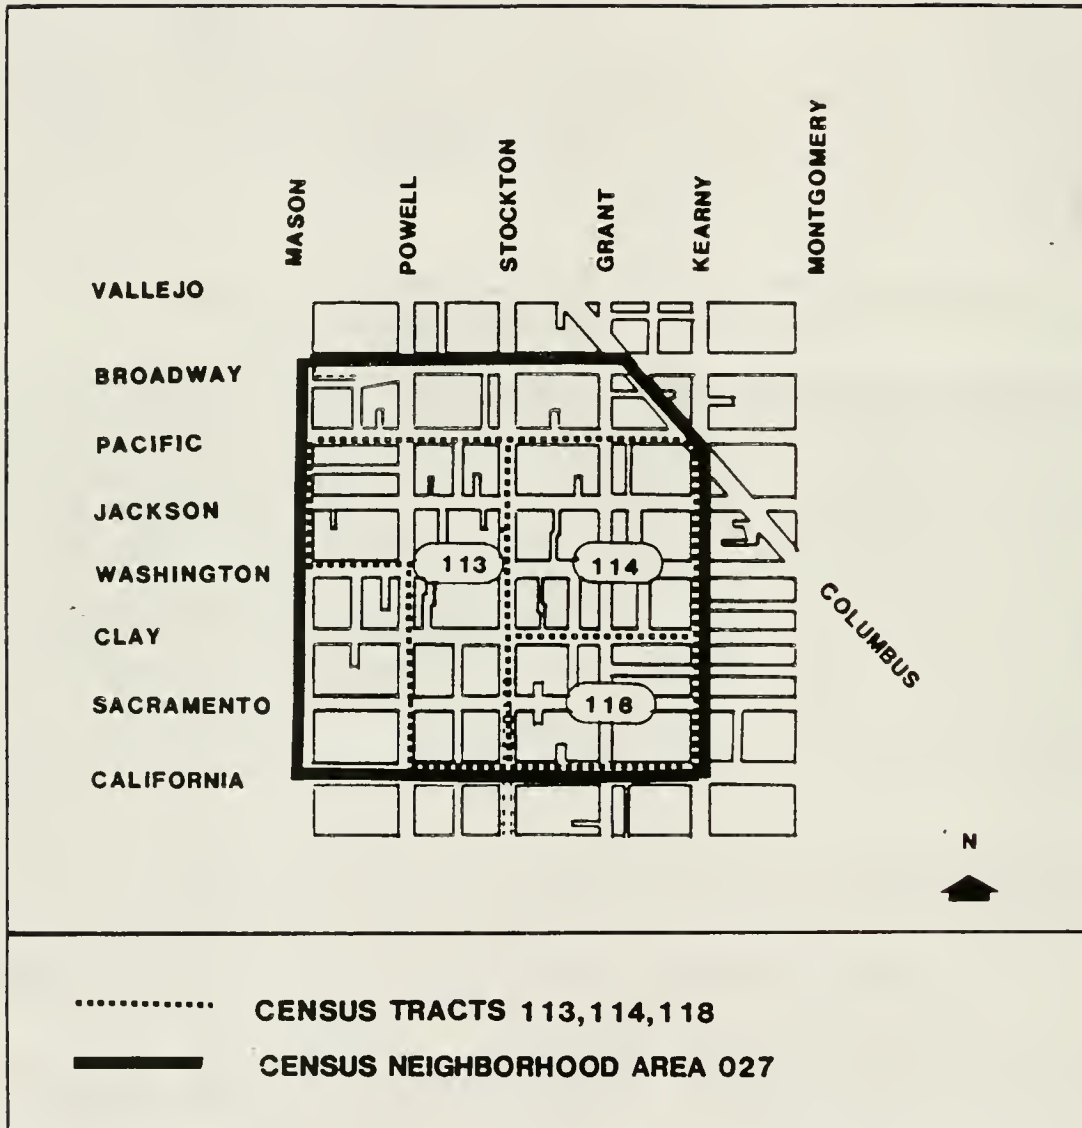 MASON
POWELL
STOCKTON
GRANT
KEARNY
MONTGOMERY
VALLEJO
BROADWAY
PACIFIC
JACKSON
WASHINGTON
CLAY
SACRAMENTO
CALIFORNIA
113
114
118
COLUMBUS
N
CENSUS TRACTS 113,114,118
CENSUS NEIGHBORHOOD AREA 027